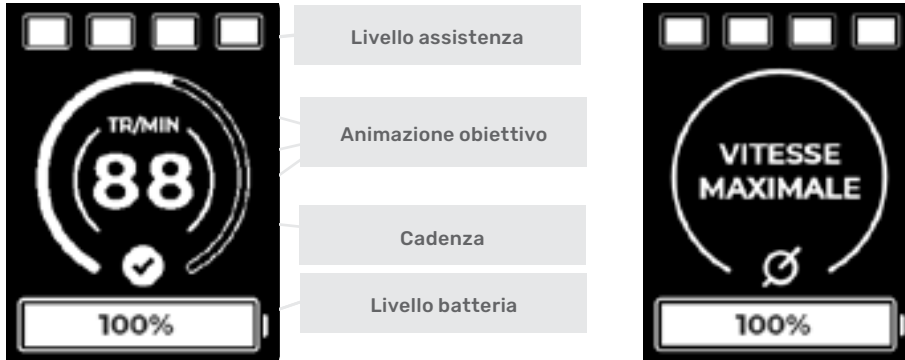 TR/MIN
88
100%
Livello assistenza
Animazione obiettivo
Cadenza
Livello batteria
VITESSE
MAXIMALE
100%